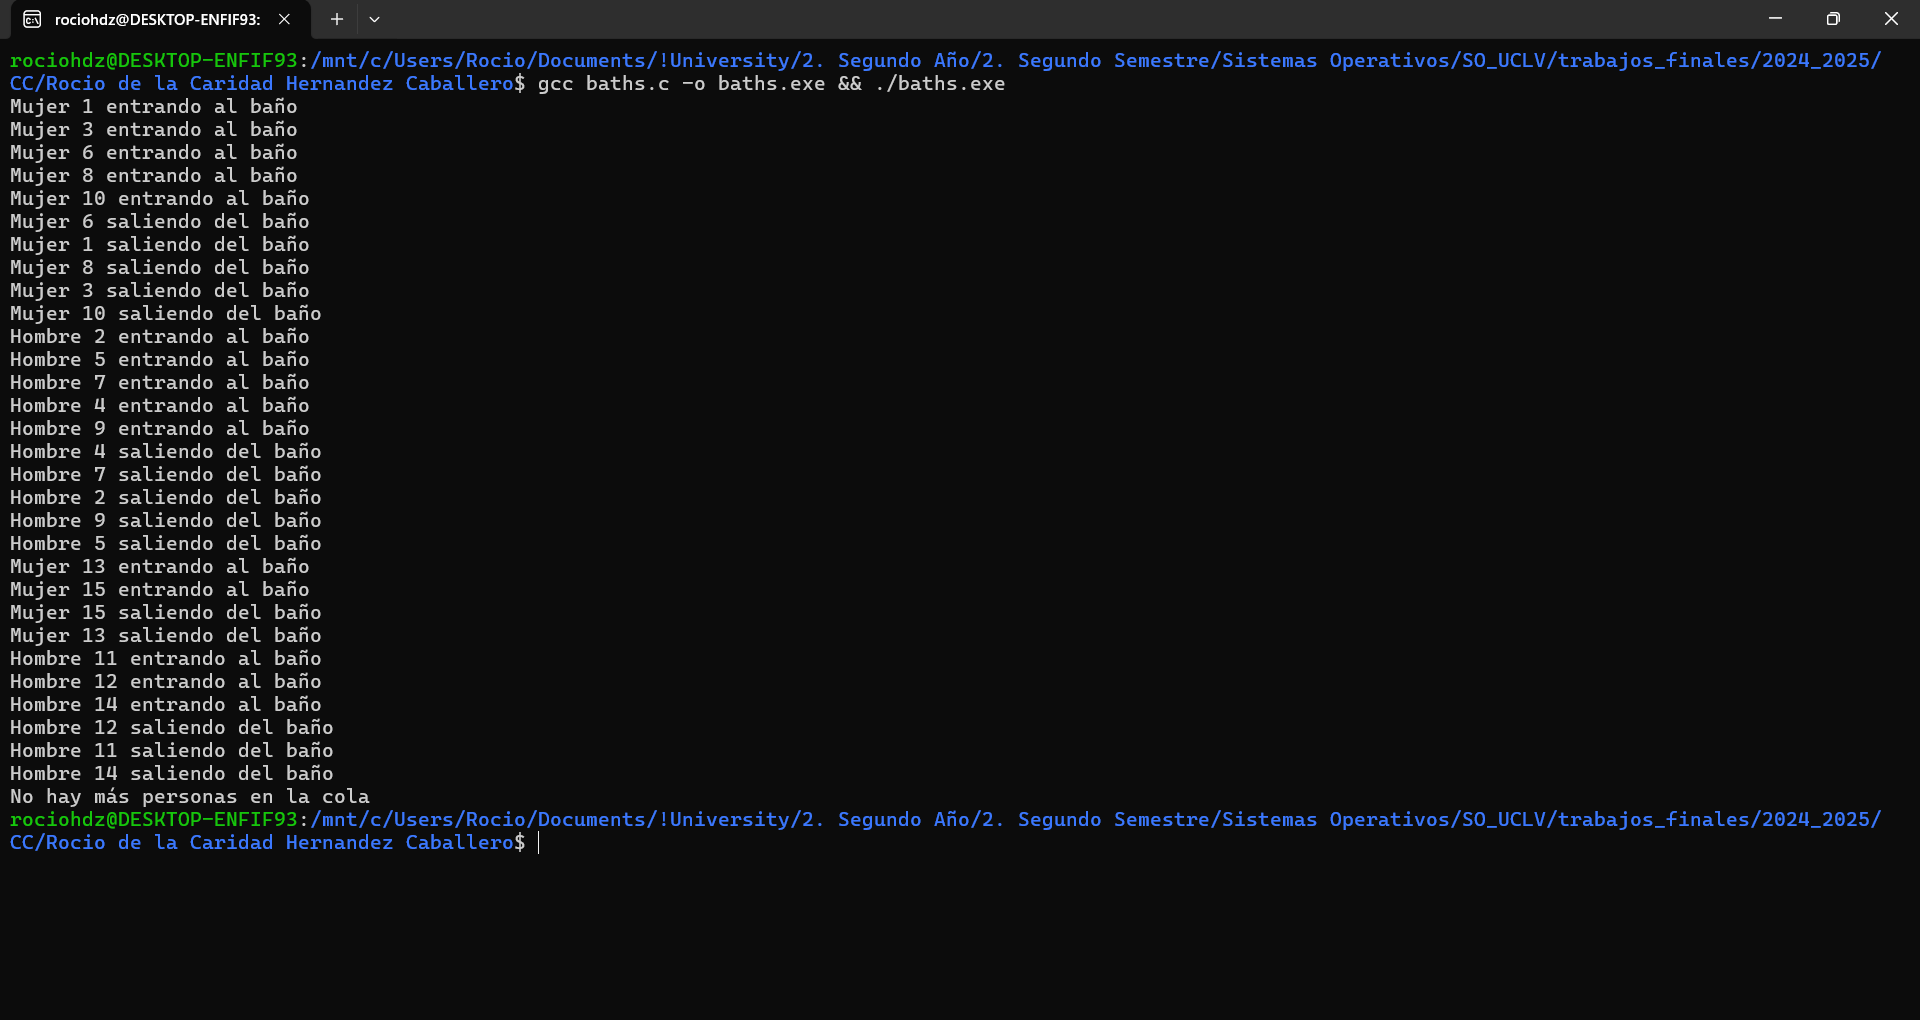 rociohdz@DESKTOP-ENFIF93:
rociohdz@DESKTOP-ENFIF93:/mnt/c/Users/Rocio/Documents/!University/2. Segundo Año/2. Segundo Semestre/Sistemas Operativos/SO_UCLV/trabajos_finales/2024_2025/
CC/Rocio de la Caridad Hernandez Caballero$ gcc baths.c -o baths.exe && ./baths.exe
Mujer 1 entrando al baño
Mujer 3 entrando al baño
Mujer 6 entrando al baño
Mujer 8 entrando al baño
Mujer 10 entrando al baño
Mujer 6 saliendo del baño
Mujer 1 saliendo del baño
Mujer 8 saliendo del baño
Mujer 3 saliendo del baño
Mujer 10 saliendo del baño
Hombre 2 entrando al baño
Hombre 5 entrando al baño
Hombre 7 entrando al baño
Hombre 4 entrando al baño
Hombre 9 entrando al baño
Hombre 4 saliendo del baño
Hombre 7 saliendo del baño
Hombre 2 saliendo del baño
Hombre 9 saliendo del baño
Hombre 5 saliendo del baño
Mujer 13 entrando al baño
Mujer 15 entrando al baño
Mujer 15 saliendo del baño
Mujer 13 saliendo del baño
Hombre 11 entrando al baño
Hombre 12 entrando al baño
Hombre 14 entrando al baño
Hombre 12 saliendo del baño
Hombre 11 saliendo del baño
Hombre 14 saliendo del baño
No hay más personas en la cola
rociohdz@DESKTOP-ENFIF93:/mnt/c/Users/Rocio/Documents/!University/2. Segundo Año/2. Segundo Semestre/Sistemas Operativos/SO_UCLV/trabajos_finales/2024_2025/
CC/Rocio de la Caridad Hernandez Caballero$